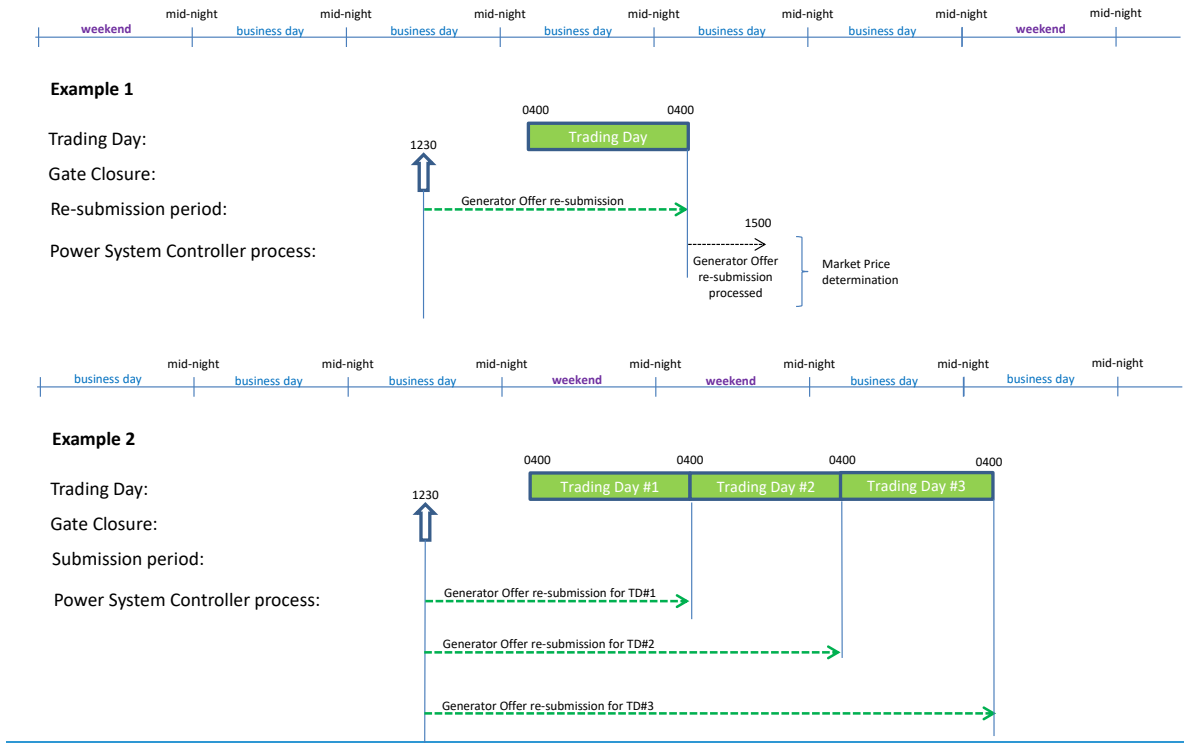 mid-night mid-night mid-night mid-night mid-night mid-night mid-night
weekend business day business day business day business day business day weekend
Example 1
0400 0400
Trading Day: Trading Day
1230
Gate Closure:
Re-submission period: Generator Offer re-submission
1500
Power System Controller process:
Generator Offer
re-submission
processed
Market Price
determination
mid-night mid-night mid-night mid-night mid-night mid-night mid-night
business day business day business day weekend weekend business day business day
Example 2
0400 0400 0400 0400
Trading Day: Trading Day #1 Trading Day #2 Trading Day #3
1230
Gate Closure:
Submission period:
Power System Controller process: Generator Offer re-submission for TD#1
Generator Offer re-submission for TD#2
Generator Offer re-submission for TD#3